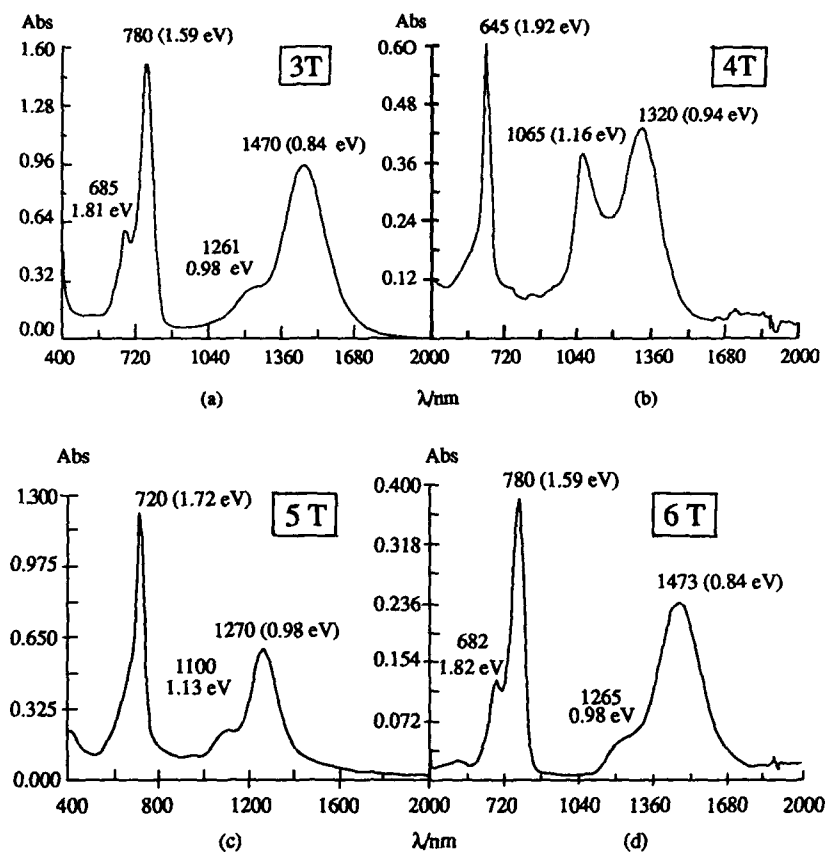 Abs
780 (1.59 eV)
3T
1.60
1.28
0.96
0.64
0.32
0.00
685
1.81 eV
1470 (0.84 eV)
1261
0.98 eV
400 720 1040 1360 1680 2000
(a)
Abs
645 (1.92 eV)
4T
0.60
0.48
0.36
0.24
0.12
1065 (1.16 eV)
1320 (0.94 eV)
720 1040 1360 1680 2000
λ/nm
(b)
Abs
720 (1.72 eV)
5 T
1.300
0.975
0.650
0.325
0.000
1270 (0.98 eV)
1100
1.13 eV
400 800 1200 1600 2000
(c)
Abs
780 (1.59 eV)
6 T
0.400
0.318
0.236
0.154
0.072
1473 (0.84 eV)
682
1.82 eV
1265
0.98 eV
720 1040 1360 1680 2000
λ/nm
(d)